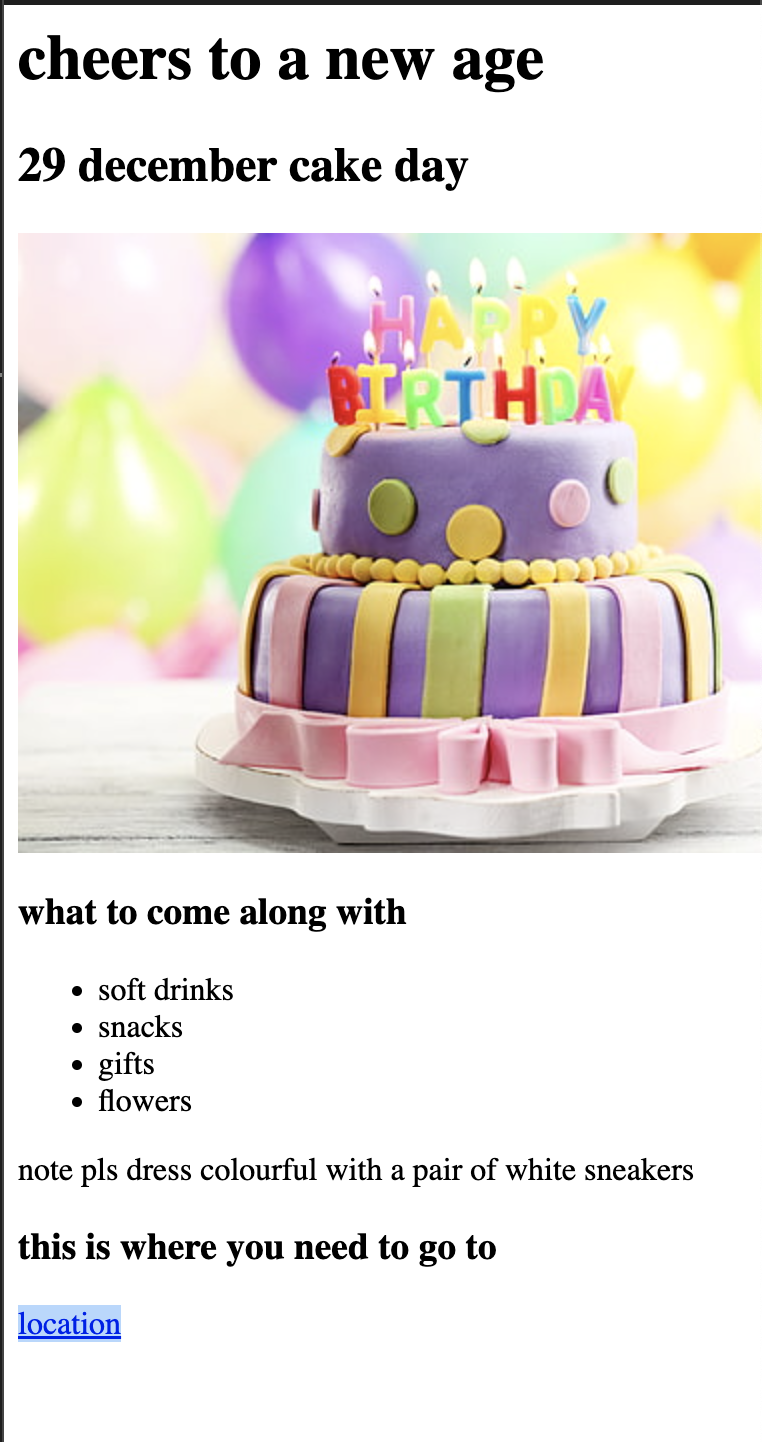 cheers to a new age
29 december cake day
HAPPY
BIRTHDAY
what to come along with
soft drinks
snacks
gifts
flowers
note pls dress colourful with a pair of white sneakers
this is where you need to go to
location